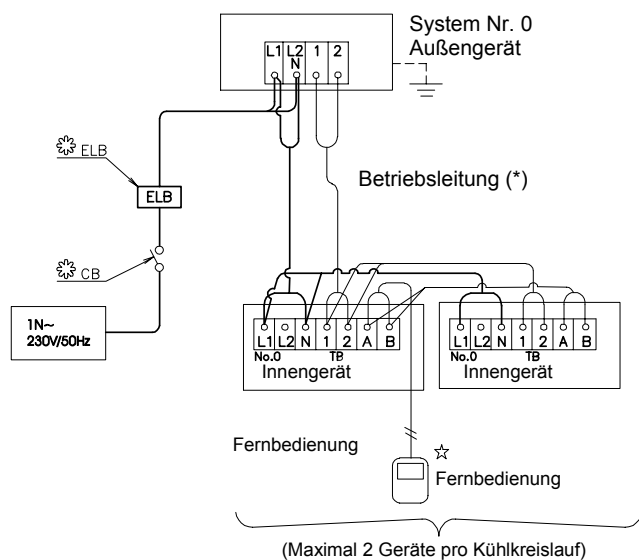 System Nr. 0
Außengerät
L1 L2 1 2
N
ELB
ELB
Betriebsleitung (*)
CB
1N~
230V/50Hz
L1 L2 N 1 2 A B
No.0 TB
Innengerät
L1 L2 N 1 2 A B
No.0 TB
Innengerät
Fernbedienung
Fernbedienung
(Maximal 2 Geräte pro Kühlkreislauf)